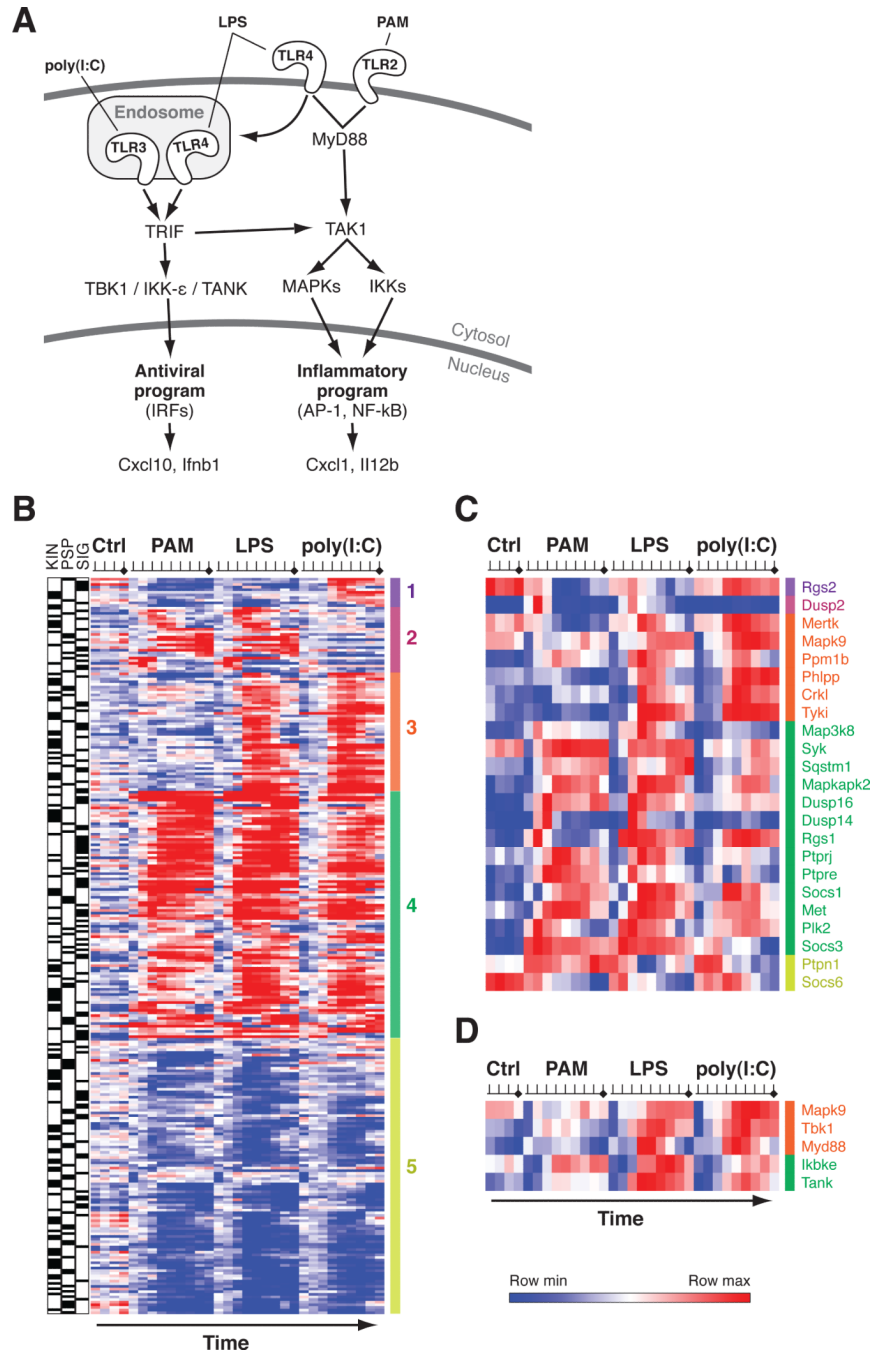 A
LPS
PAM
poly(I:C)
TLR4
TLR2
Endosome
TLR3
TLR4
MyD88
TRIF
TAK1
TBK1 / IKK-ε / TANK
MAPKs
IKKs
Cytosol
Nucleus
Antiviral
program
(IRFs)
Inflammatory
program
(AP-1, NF-kB)
Cxcl10, Ifnb1
Cxcl1, Il12b
B
KIN
PSP
SIG
Ctrl
PAM
LPS
poly(I:C)
1
2
3
4
5
Time
C
Ctrl
PAM
LPS
poly(I:C)
Rgs2
Dusp2
Mertk
Mapk9
Ppm1b
Phlpp
Crkl
Tyki
Map3k8
Syk
Sqstm1
Mapkapk2
Dusp16
Dusp14
Rgs1
Ptprj
Ptpre
Socs1
Met
Plk2
Socs3
Ptpn1
Socs6
D
Ctrl
PAM
LPS
poly(I:C)
Mapk9
Tbk1
Myd88
Ikbke
Tank
Time
Row min
Row max